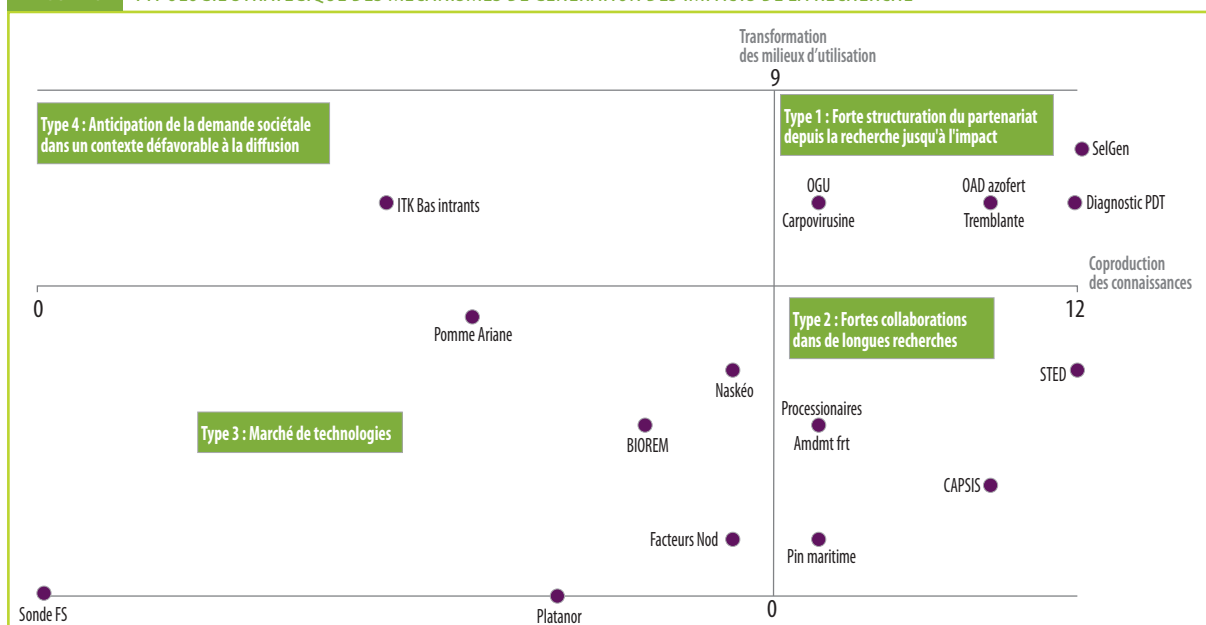 Transformation
des milieux d’utilisation
9
Type 4 : Anticipation de la demande sociétale
dans un contexte défavorable à la diffusion
Type 1 : Forte structuration du partenariat
depuis la recherche jusqu'à l'impact
SelGen
ITK Bas intrants
OGU
Carpovirusine
OAD azofert
Tremblante
Diagnostic PDT
Coproduction
des connaissances
0
12
Pomme Ariane
Type 2 : Fortes collaborations
dans de longues recherches
Naskéo
STED
Processionaires
Amdmt frt
Type 3 : Marché de technologies
BIOREM
CAPSIS
Facteurs Nod
Pin maritime
Sonde FS
Platanor
0